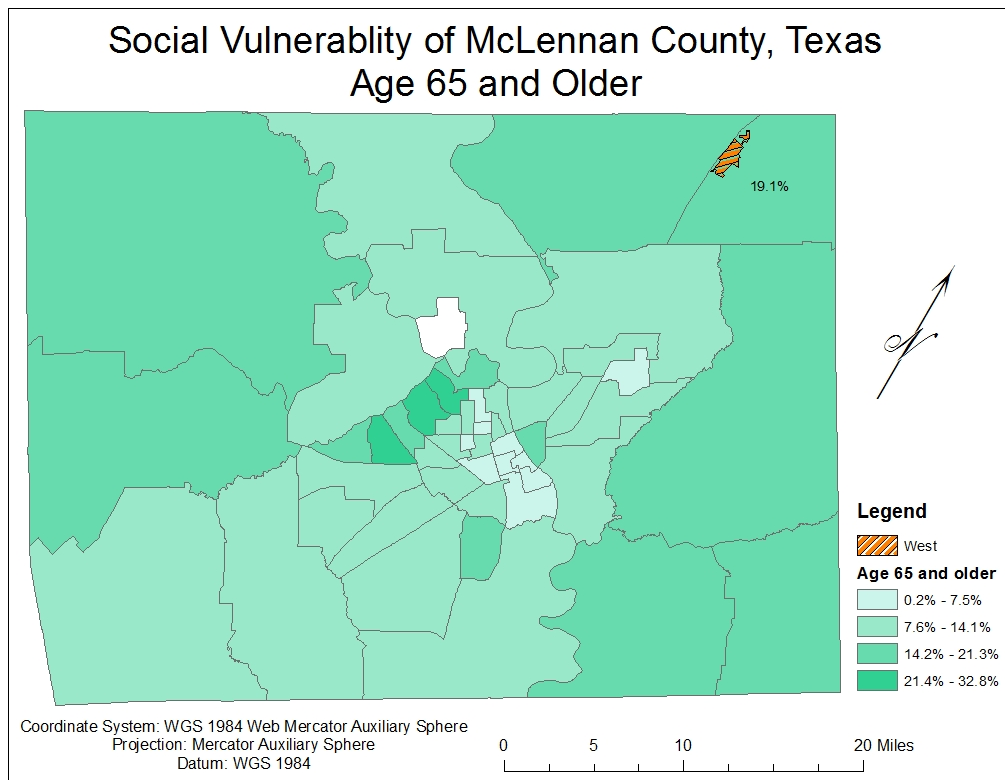 Social Vulnerablity of McLennan County, Texas
Age 65 and Older
19.1%
N
Legend
West
Age 65 and older
0.2% - 7.5%
7.6% - 14.1%
14.2% - 21.3%
21.4% - 32.8%
Coordinate System: WGS 1984 Web Mercator Auxiliary Sphere
Projection: Mercator Auxiliary Sphere
Datum: WGS 1984
0 5 10 20 Miles